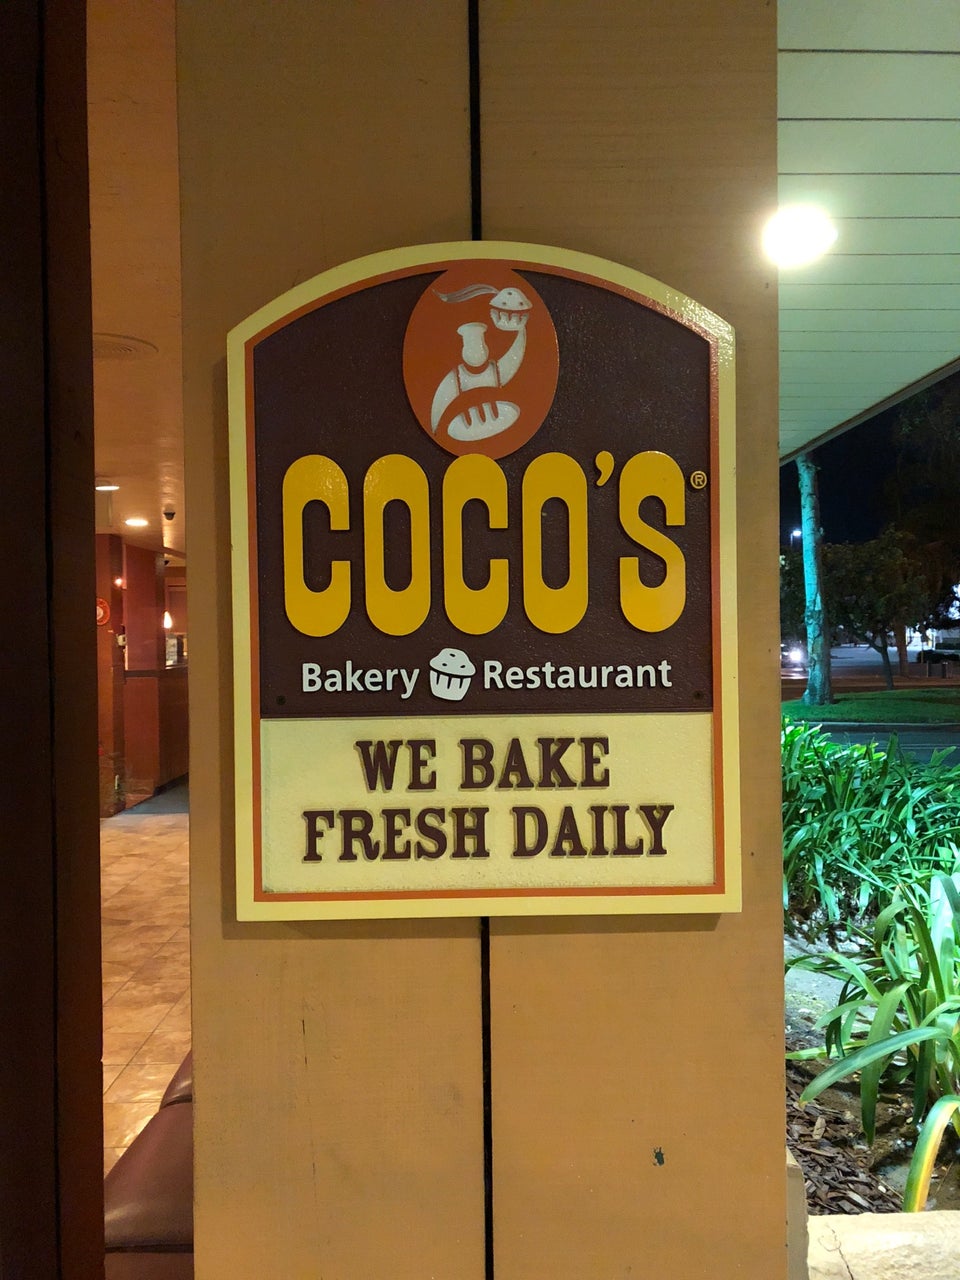 COCO'S®
Bakery Restaurant
WE BAKE
FRESH DAILY